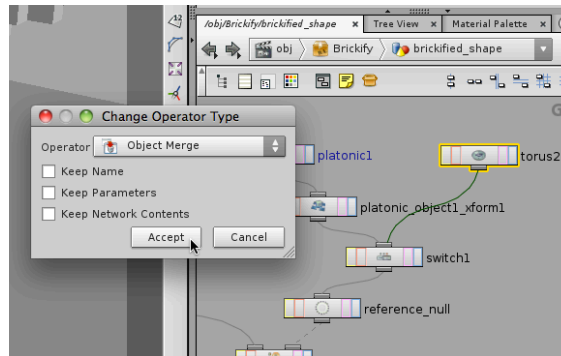 /obj/Brickify/brickified_shape × Tree View × Material Palette ×
obj Brickify brickified_shape
Change Operator Type
Operator Object Merge
Keep Name
Keep Parameters
Keep Network Contents
Accept Cancel
platonic1
torus2
platonic_object1_xform1
switch1
reference_null